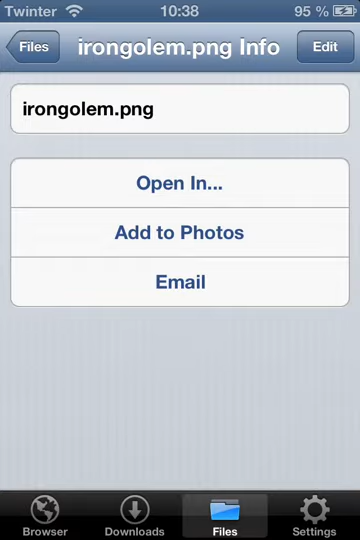 Twinter 10:38 95 %
Files irongolem.png Info Edit
irongolem.png
Open In...
Add to Photos
Email
Browser Downloads Files Settings